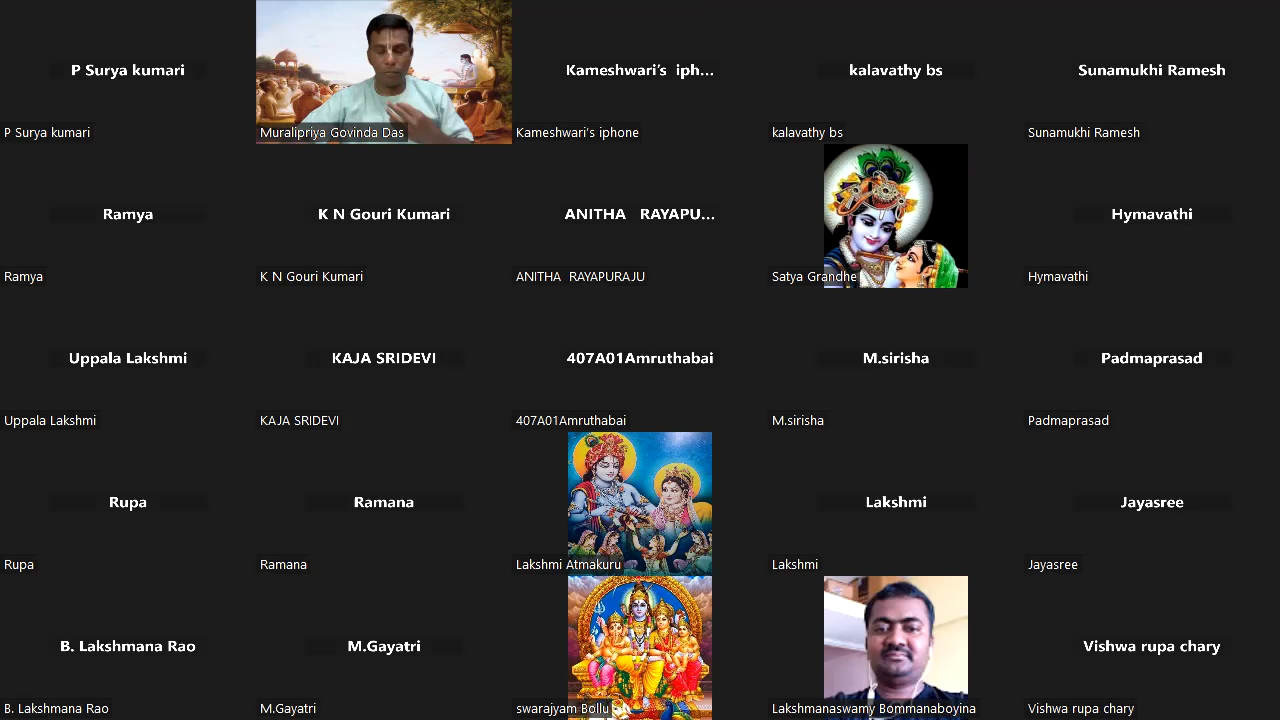 P Surya kumari
Kameshwari's iph...
kalavathy bs
Sunamukhi Ramesh
P Surya kumari
Muralipriya Govinda Das
Kameshwari's iphone
kalavathy bs
Sunamukhi Ramesh
Ramya
K N Gouri Kumari
ANITHA RAYAPU...
Hymavathi
Ramya
K N Gouri Kumari
ANITHA RAYAPURAJU
Satya Grandhe
Hymavathi
Uppala Lakshmi
KAJA SRIDEVI
407A01Amruthabai
M.sirisha
Padmaprasad
Uppala Lakshmi
KAJA SRIDEVI
407A01Amruthabai
M.sirisha
Padmaprasad
Rupa
Ramana
Lakshmi
Jayasree
Rupa
Ramana
Lakshmi Atmakuru
Lakshmi
Jayasree
B. Lakshmana Rao
M.Gayatri
Vishwa rupa chary
B. Lakshmana Rao
M.Gayatri
swarajyam Bollu
Lakshmanaswamy Bommanaboyina
Vishwa rupa chary